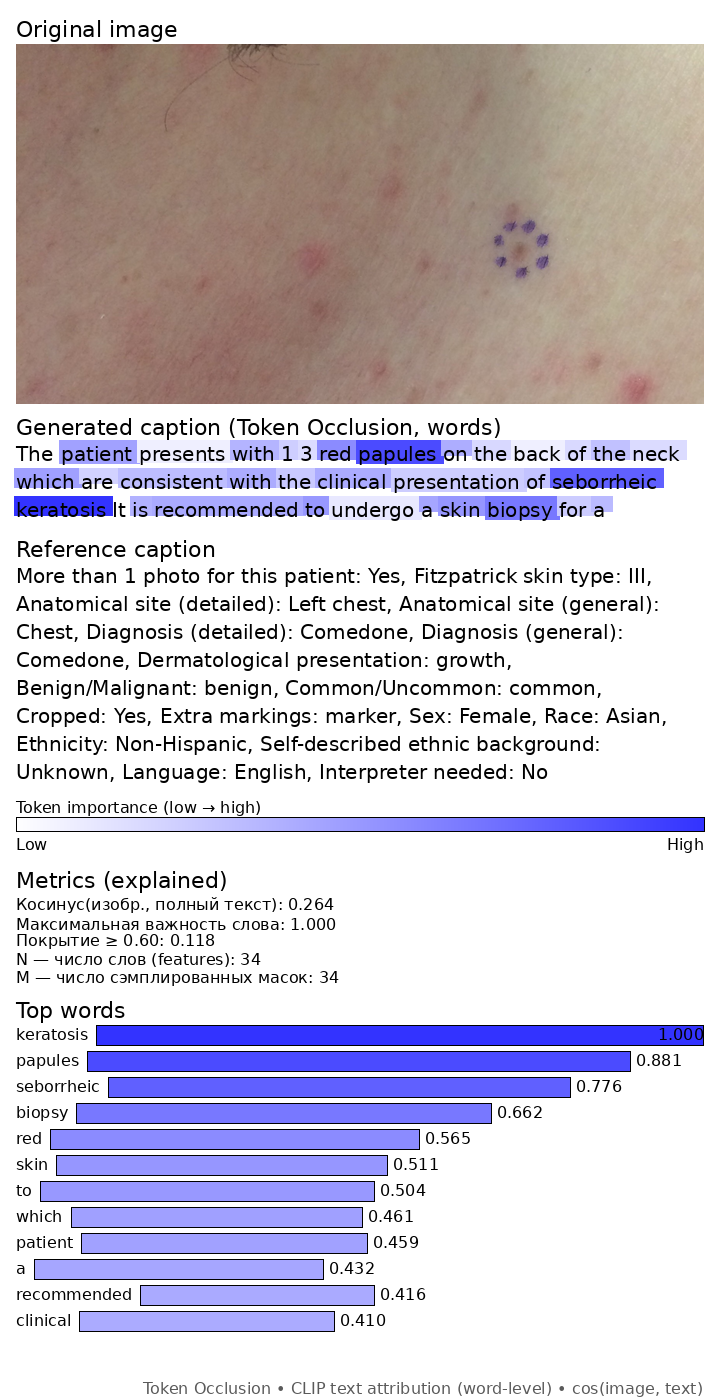 Original image
Generated caption (Token Occlusion, words)
The patient presents with 1 3 red papules on the back of the neck
which are consistent with the clinical presentation of seborrheic
keratosis It is recommended to undergo a skin biopsy for a
Reference caption
More than 1 photo for this patient: Yes, Fitzpatrick skin type: III,
Anatomical site (detailed): Left chest, Anatomical site (general):
Chest, Diagnosis (detailed): Comedone, Diagnosis (general):
Comedone, Dermatological presentation: growth,
Benign/Malignant: benign, Common/Uncommon: common,
Cropped: Yes, Extra markings: marker, Sex: Female, Race: Asian,
Ethnicity: Non-Hispanic, Self-described ethnic background:
Unknown, Language: English, Interpreter needed: No
Token importance (low → high)
Low High
Metrics (explained)
Косинус(изобр., полный текст): 0.264
Максимальная важность слова: 1.000
Покрытие ≥ 0.60: 0.118
N — число слов (features): 34
M — число сэмплированных масок: 34
Top words
keratosis 1.000
papules 0.881
seborrheic 0.776
biopsy 0.662
red 0.565
skin 0.511
to 0.504
which 0.461
patient 0.459
a 0.432
recommended 0.416
clinical 0.410
Token Occlusion • CLIP text attribution (word-level) • cos(image, text)